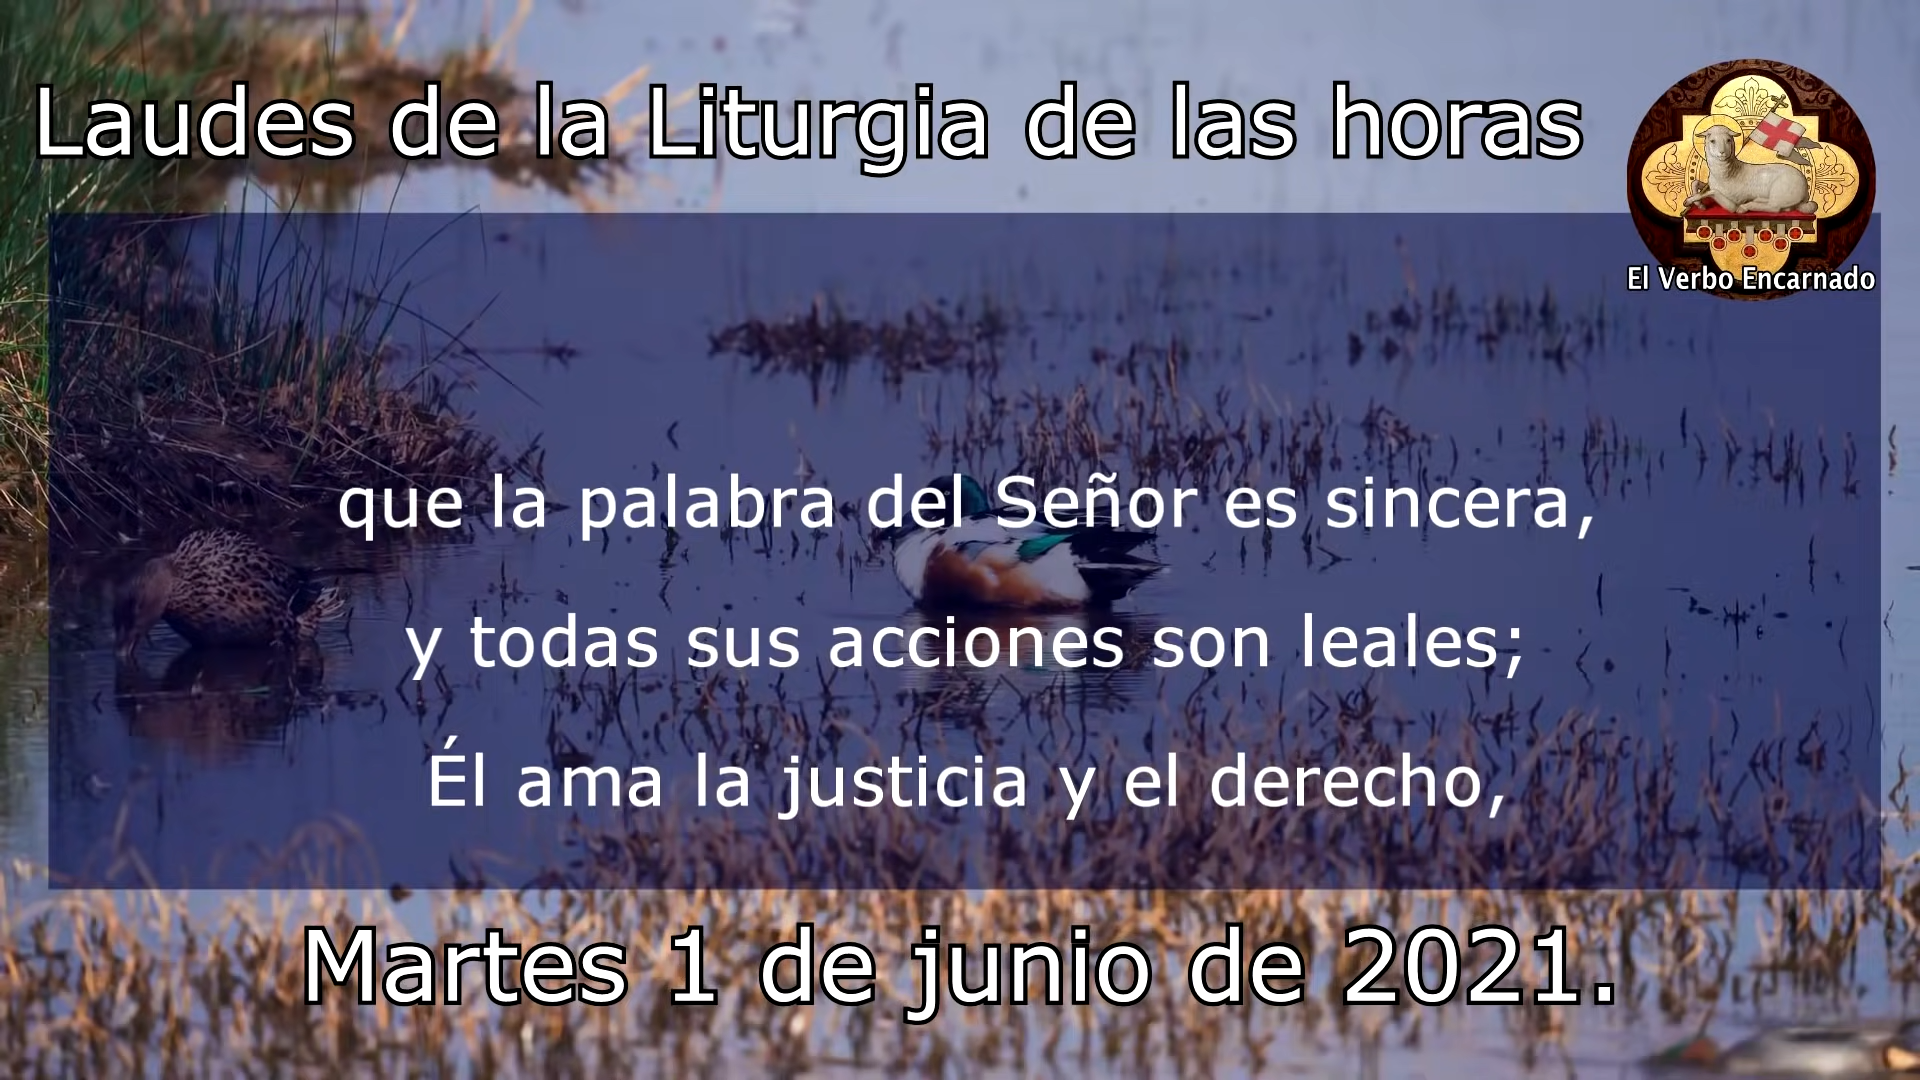 Laudes de la Liturgia de las horas
El Verbo Encarnado
que la palabra del Señor es sincera,
y todas sus acciones son leales;
Él ama la justicia y el derecho,
Martes 1 de junio de 2021.